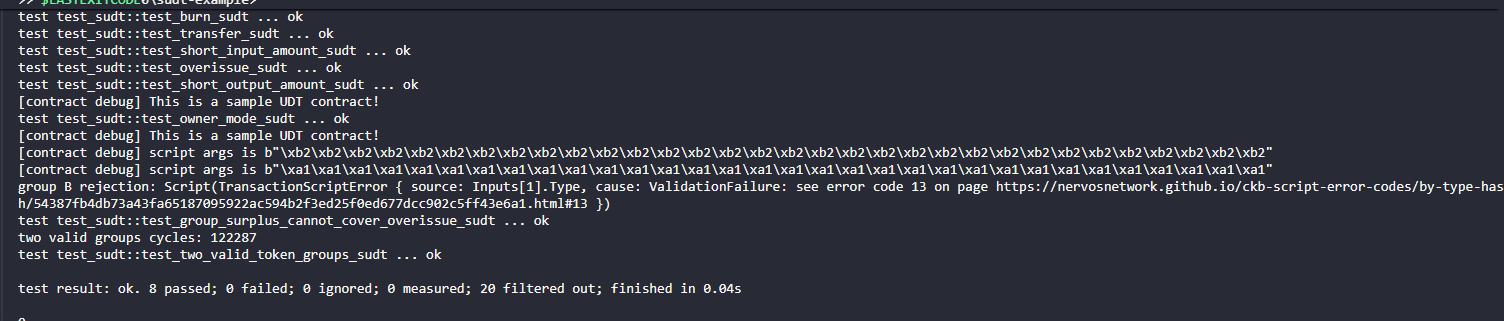 >> $LASTEXITCODE0\sudt-example>
test test_sudt::test_burn_sudt ... ok
test test_sudt::test_transfer_sudt ... ok
test test_sudt::test_short_input_amount_sudt ... ok
test test_sudt::test_overissue_sudt ... ok
test test_sudt::test_short_output_amount_sudt ... ok
[contract debug] This is a sample UDT contract!
test test_sudt::test_owner_mode_sudt ... ok
[contract debug] This is a sample UDT contract!
[contract debug] script args is b"\xb2\xb2\xb2\xb2\xb2\xb2\xb2\xb2\xb2\xb2\xb2\xb2\xb2\xb2\xb2\xb2\xb2\xb2\xb2\xb2\xb2\xb2\xb2\xb2\xb2\xb2\xb2\xb2\xb2\xb2\xb2\xb2"
[contract debug] script args is b"\xa1\xa1\xa1\xa1\xa1\xa1\xa1\xa1\xa1\xa1\xa1\xa1\xa1\xa1\xa1\xa1\xa1\xa1\xa1\xa1\xa1\xa1\xa1\xa1\xa1\xa1\xa1\xa1\xa1\xa1\xa1\xa1"
group B rejection: Script(TransactionScriptError { source: Inputs[1].Type, cause: ValidationFailure: see error code 13 on page https://nervosnetwork.github.io/ckb-script-error-codes/by-type-has
h/54387fb4db73a43fa65187095922ac594b2f3ed25f0ed677dcc902c5ff43e6a1.html#13 })
test test_sudt::test_group_surplus_cannot_cover_overissue_sudt ... ok
two valid groups cycles: 122287
test test_sudt::test_two_valid_token_groups_sudt ... ok
test result: ok. 8 passed; 0 failed; 0 ignored; 0 measured; 20 filtered out; finished in 0.04s